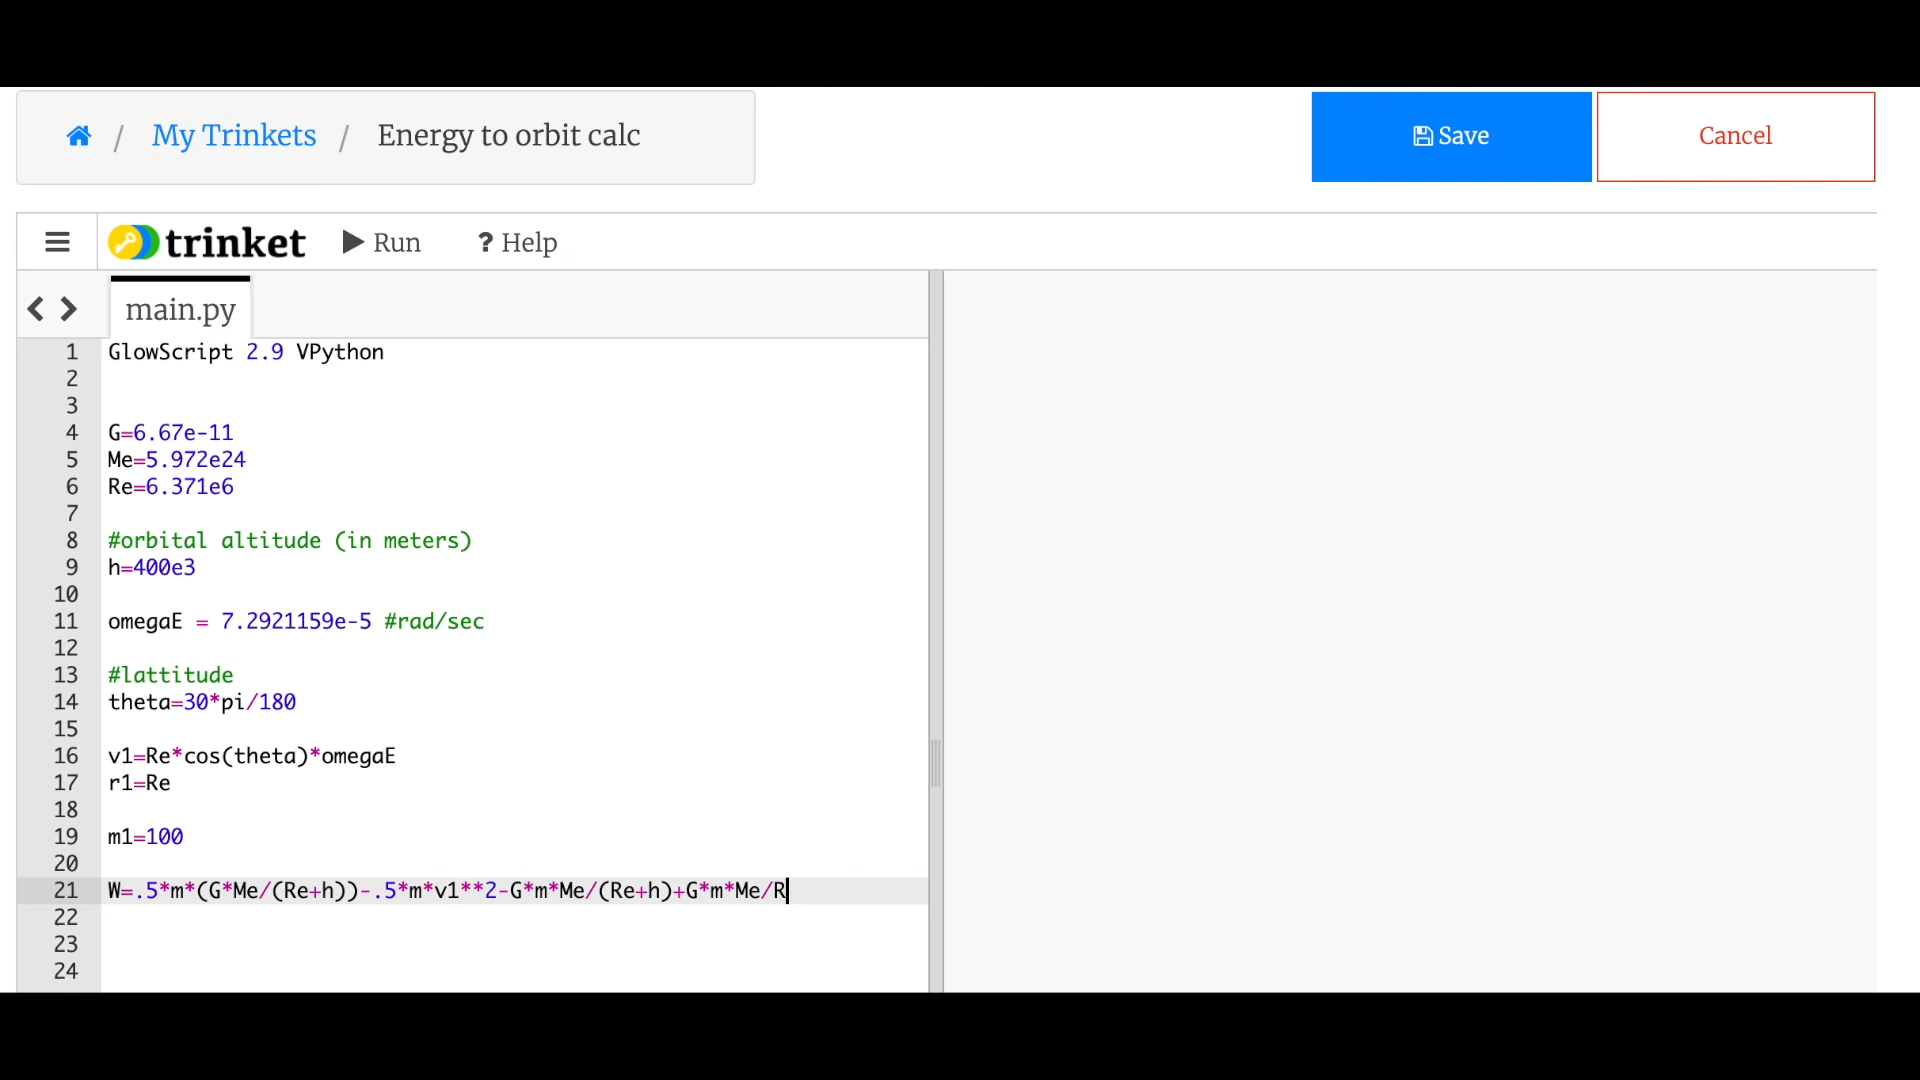 / My Trinkets / Energy to orbit calc
Save
Cancel
trinket
Run
? Help
main.py
1 GlowScript 2.9 VPython
2
3
4 G=6.67e-11
5 Me=5.972e24
6 Re=6.371e6
7
8 #orbital altitude (in meters)
9 h=400e3
10
11 omegaE = 7.2921159e-5 #rad/sec
12
13 #lattitude
14 theta=30*pi/180
15
16 v1=Re*cos(theta)*omegaE
17 r1=Re
18
19 m1=100
20
21 W=.5*m*(G*Me/(Re+h))-.5*m*v1**2-G*m*Me/(Re+h)+G*m*Me/R
22
23
24